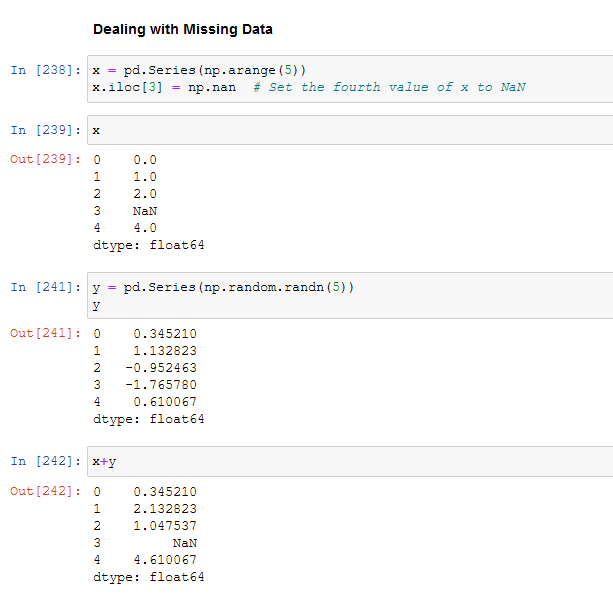 Dealing with Missing Data
In [238]: x = pd.Series(np.arange(5))
x.iloc[3] = np.nan  # Set the fourth value of x to NaN
In [239]: x
Out[239]: 0    0.0
1    1.0
2    2.0
3    NaN
4    4.0
dtype: float64
In [241]: y = pd.Series(np.random.randn(5))
y
Out[241]: 0    0.345210
1    1.132823
2   -0.952463
3   -1.765780
4    0.610067
dtype: float64
In [242]: x+y
Out[242]: 0    0.345210
1    2.132823
2    1.047537
3         NaN
4    4.610067
dtype: float64